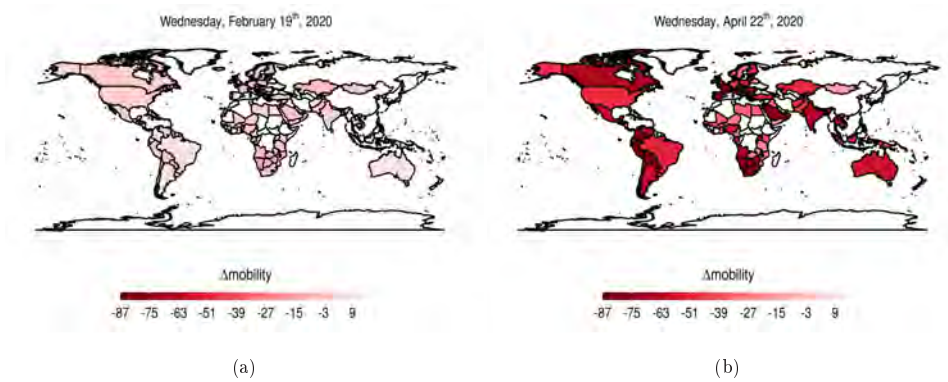 Wednesday, February 19th, 2020
Δmobility
-87 -75 -63 -51 -39 -27 -15 -3 9
(a)
Wednesday, April 22th, 2020
Δmobility
-87 -75 -63 -51 -39 -27 -15 -3 9
(b)